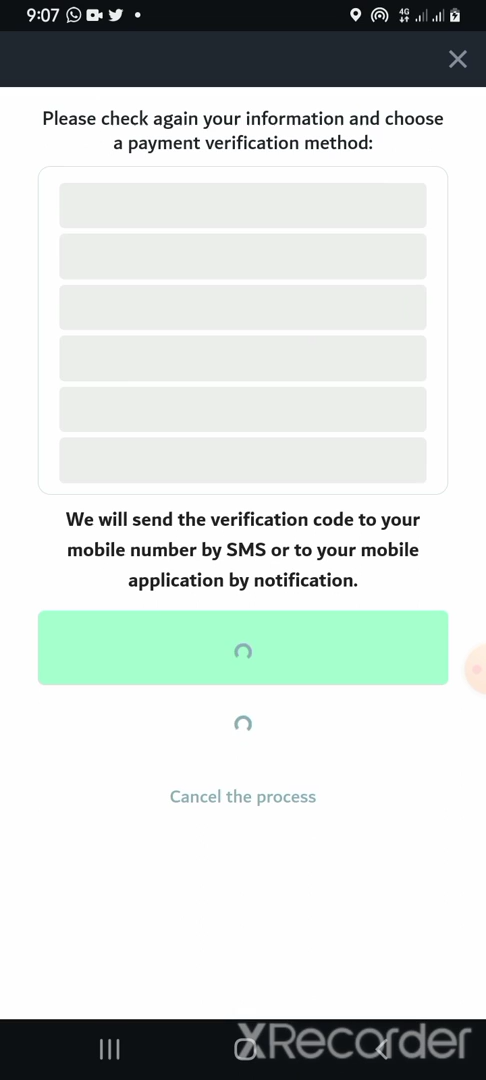 9:07
4G
Please check again your information and choose
a payment verification method:
We will send the verification code to your
mobile number by SMS or to your mobile
application by notification.
Cancel the process
XRecorder